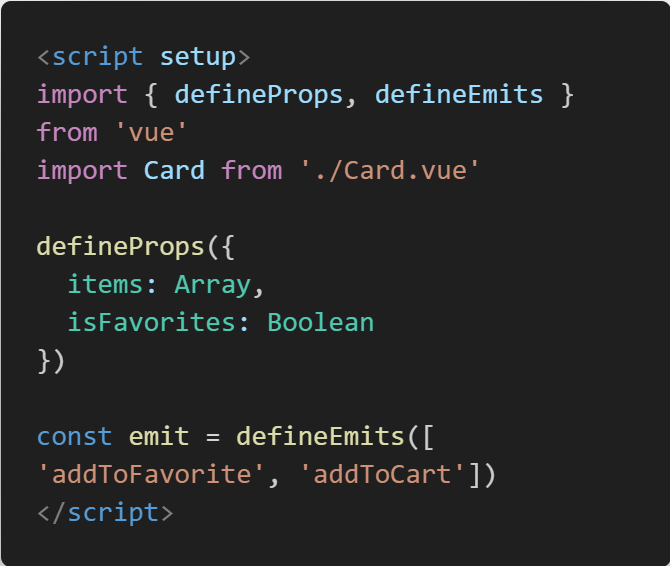 <script setup>
import { defineProps, defineEmits }
from 'vue'
import Card from './Card.vue'

defineProps({
  items: Array,
  isFavorites: Boolean
})

const emit = defineEmits([
'addToFavorite', 'addToCart'])
</script>